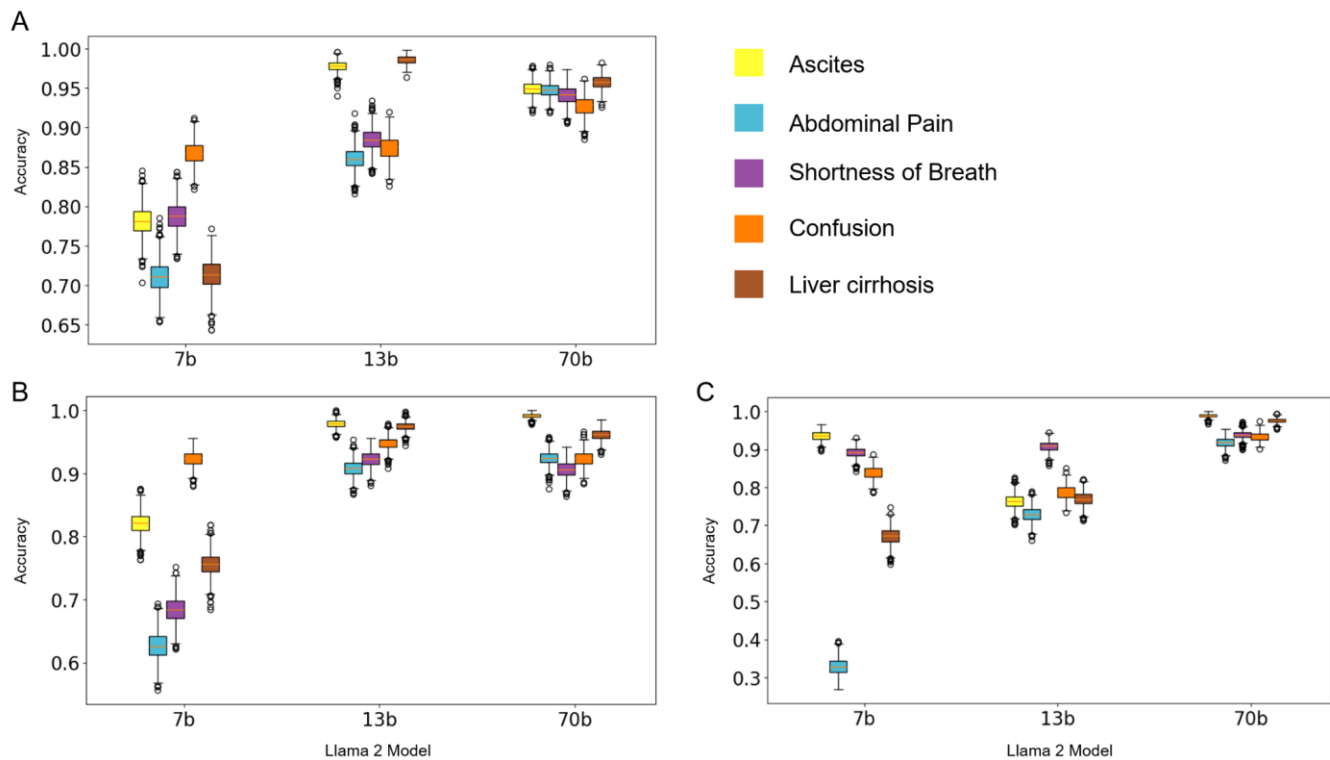 A
1.00
0.95
0.90
0.85
0.80
0.75
0.70
0.65
Accuracy
7b
13b
70b
Ascites
Abdominal Pain
Shortness of Breath
Confusion
Liver cirrhosis
B
1.0
0.9
0.8
0.7
0.6
Accuracy
7b
13b
70b
Llama 2 Model
C
1.0
0.9
0.8
0.7
0.6
0.5
0.4
0.3
Accuracy
7b
13b
70b
Llama 2 Model